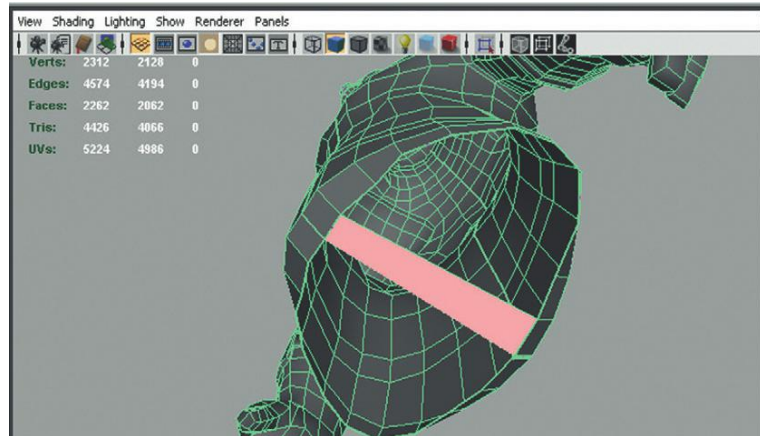 View Shading Lighting Show Renderer Panels
Verts: 2312 2128 0
Edges: 4574 4194 0
Faces: 2262 2062 0
Tris: 4426 4066 0
UVs: 5224 4986 0